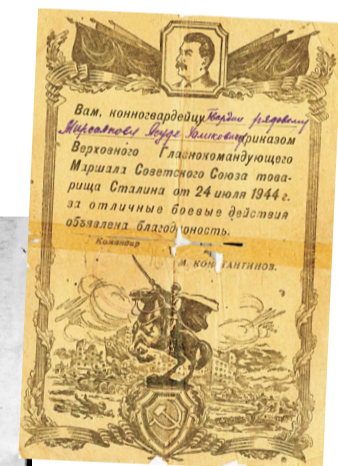 Вам, конногвардейцу Гвардии рядовому
приказом
Верховного Главнокомандующего
Маршала Советского Союза това-
рища Сталина от 24 июля 1944 г.
за отличные боевые действия
объявлена благодарность.
Командир
М. КОНСТАНТИНОВ.